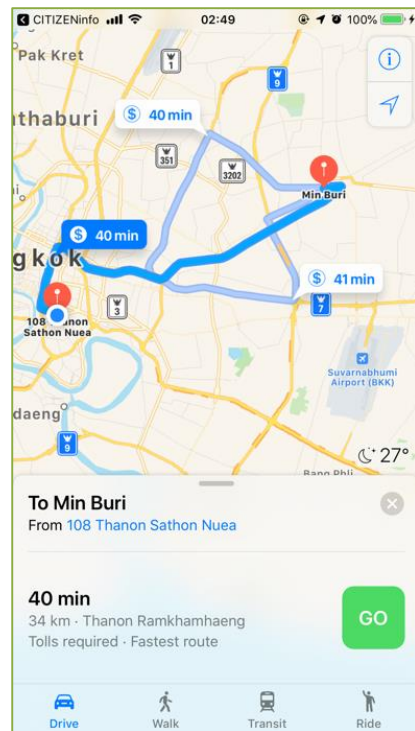 CITIZENinfo 02:49 100%
Pak Kret
1
9
thaburi
$ 40 min
351
3202
Min Buri
$ 40 min
gkok
$ 41 min
7
3
108 Thanon
Sathon Nuea
Suvarnabhumi
Airport (BKK)
daeng
9
27°
Bang Phli
To Min Buri
From 108 Thanon Sathon Nuea
40 min
34 km · Thanon Ramkhamhaeng
Tolls required · Fastest route
GO
Drive Walk Transit Ride